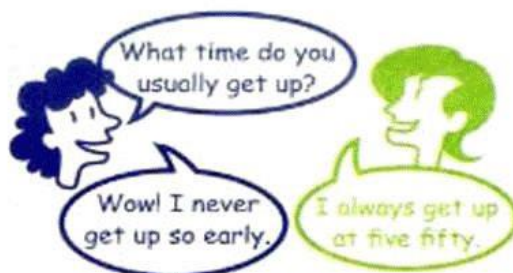 What time do you
usually get up?
I always get up
at five fifty.
Wow! I never
get up so early.